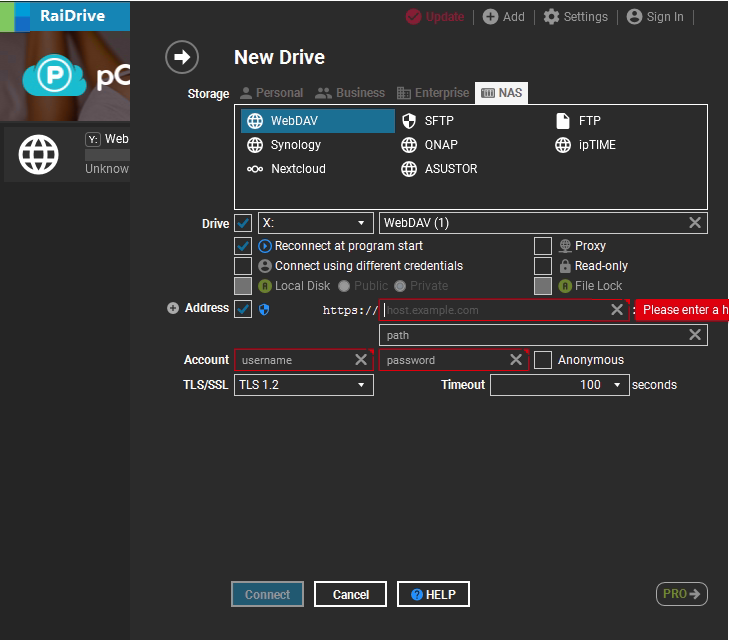 RaiDrive
Update
Add
Settings
Sign In
P
pC
New Drive
Storage
Personal
Business
Enterprise
NAS
WebDAV
SFTP
FTP
Synology
QNAP
ipTIME
Nextcloud
ASUSTOR
Y: Web
Unknow
Drive
X:
WebDAV (1)
Reconnect at program start
Proxy
Connect using different credentials
Read-only
A Local Disk
Public
Private
A File Lock
Address
https://
host.example.com
:
Please enter a h
path
Account
username
password
Anonymous
TLS/SSL
TLS 1.2
Timeout
100
seconds
Connect
Cancel
? HELP
PRO